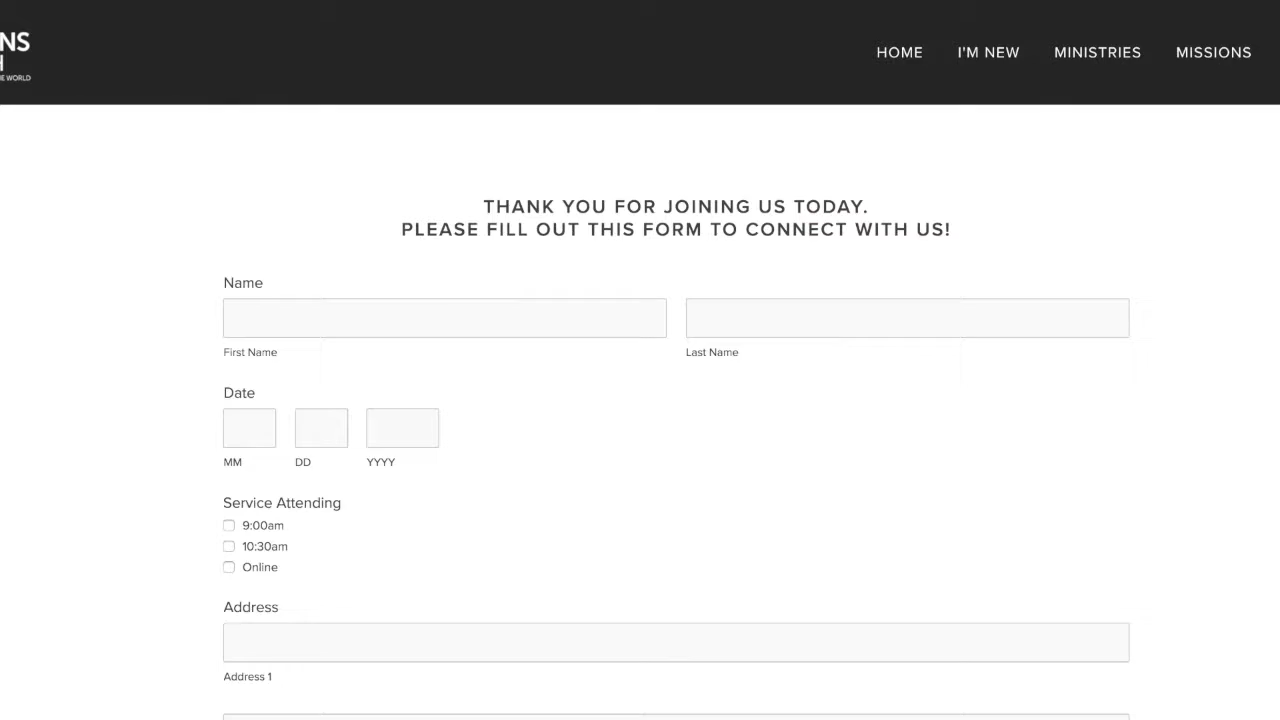 NS
HOME I'M NEW MINISTRIES MISSIONS
H
E WORLD
THANK YOU FOR JOINING US TODAY.
PLEASE FILL OUT THIS FORM TO CONNECT WITH US!
Name
First Name Last Name
Date
MM DD YYYY
Service Attending
9:00am
10:30am
Online
Address
Address 1